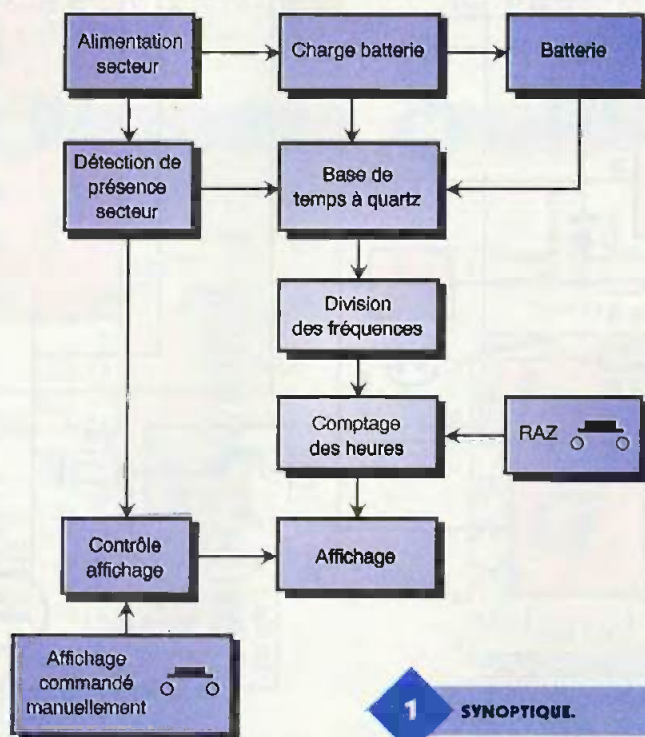 Alimentation
secteur
Charge batterie
Batterie
Détection de
présence
secteur
Base de
temps à quartz
Division
des fréquences
Comptage
des heures
RAZ
Contrôle
affichage
Affichage
Affichage
commandé
manuellement
1
SYNOPTIQUE.